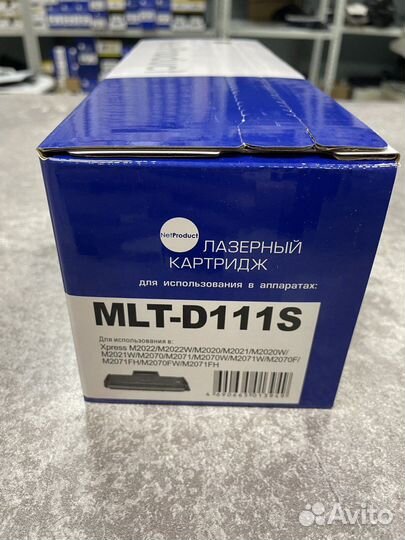 NetProduct
ЛАЗЕРНЫЙ
КАРТРИДЖ
для использования в аппаратах:
MLT-D111S
Для использования в:
Xpress M2022/M2022W/M2020/M2021/M2020W/
M2021W/M2070/M2071/M2070W/M2071W/M2070F/
M2071FH/M2070FW/M2071FH
Avito